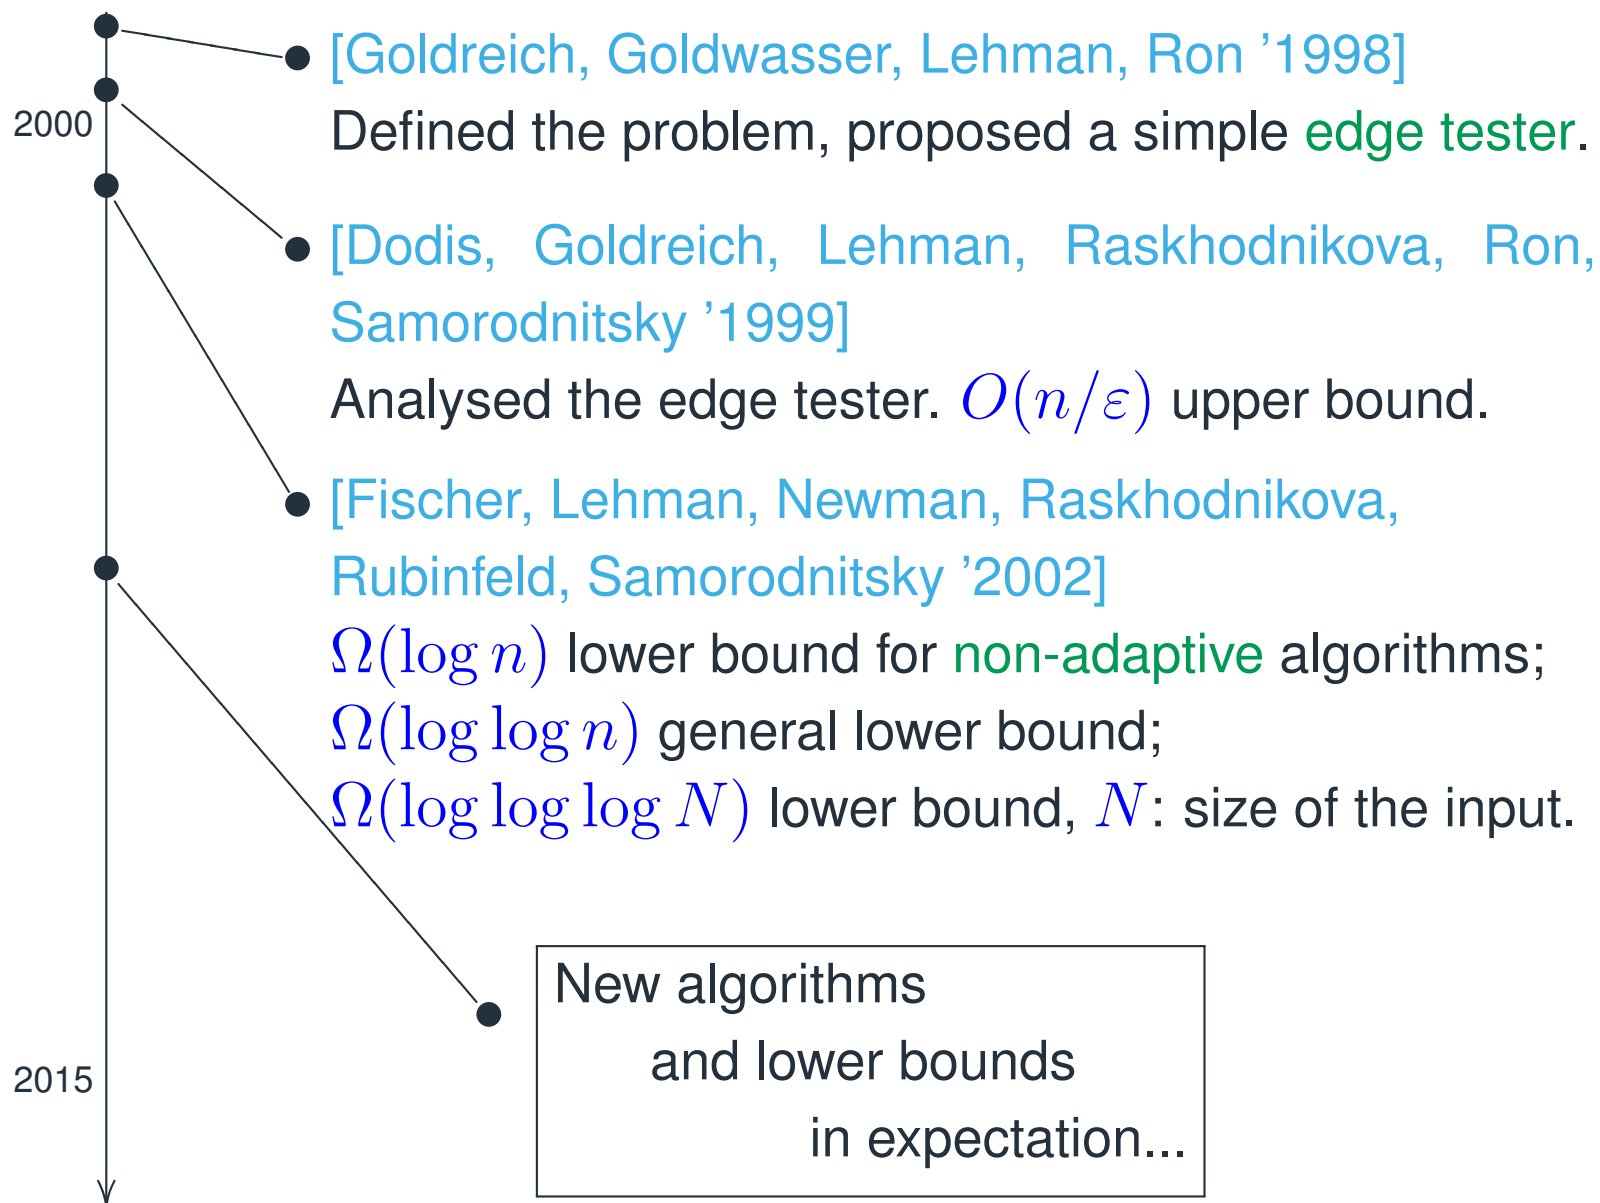 [Goldreich, Goldwasser, Lehman, Ron ’1998]
2000
Defined the problem, proposed a simple edge tester.
[Dodis, Goldreich, Lehman, Raskhodnikova, Ron,
Samorodnitsky ’1999]
Analysed the edge tester. O(n/ε) upper bound.
[Fischer, Lehman, Newman, Raskhodnikova,
Rubinfeld, Samorodnitsky ’2002]
Ω(log n) lower bound for non-adaptive algorithms;
Ω(log log n) general lower bound;
Ω(log log log N) lower bound, N: size of the input.
New algorithms
and lower bounds
2015
in expectation...